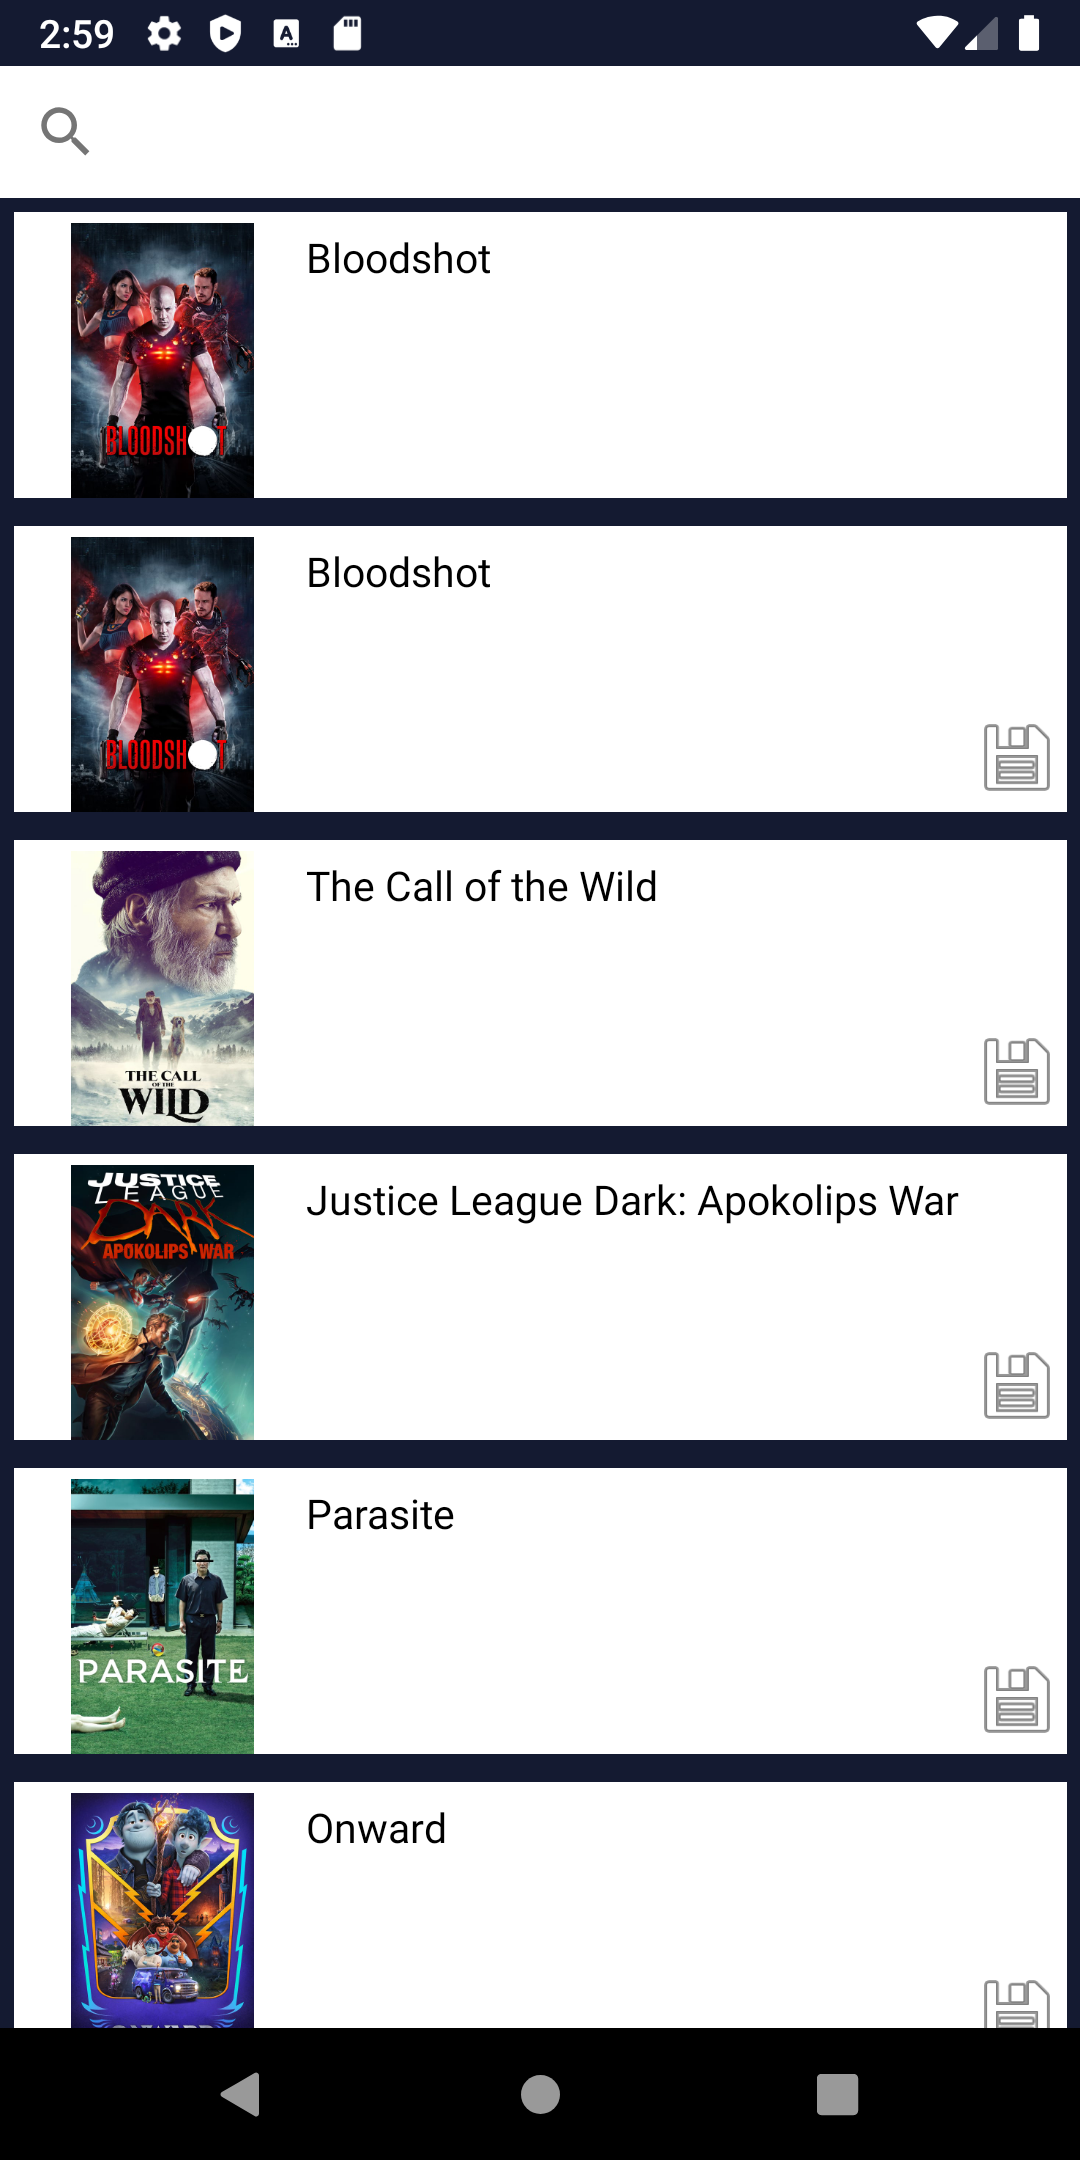 2:59
Bloodshot
BLOODSHOT
Bloodshot
BLOODSHOT
The Call of the Wild
THE CALL
OF THE
WILD
Justice League Dark: Apokolips War
JUSTICE
LEAGUE
DARK
APOKOLIPS WAR
Parasite
PARASITE
Onward
ONWARD